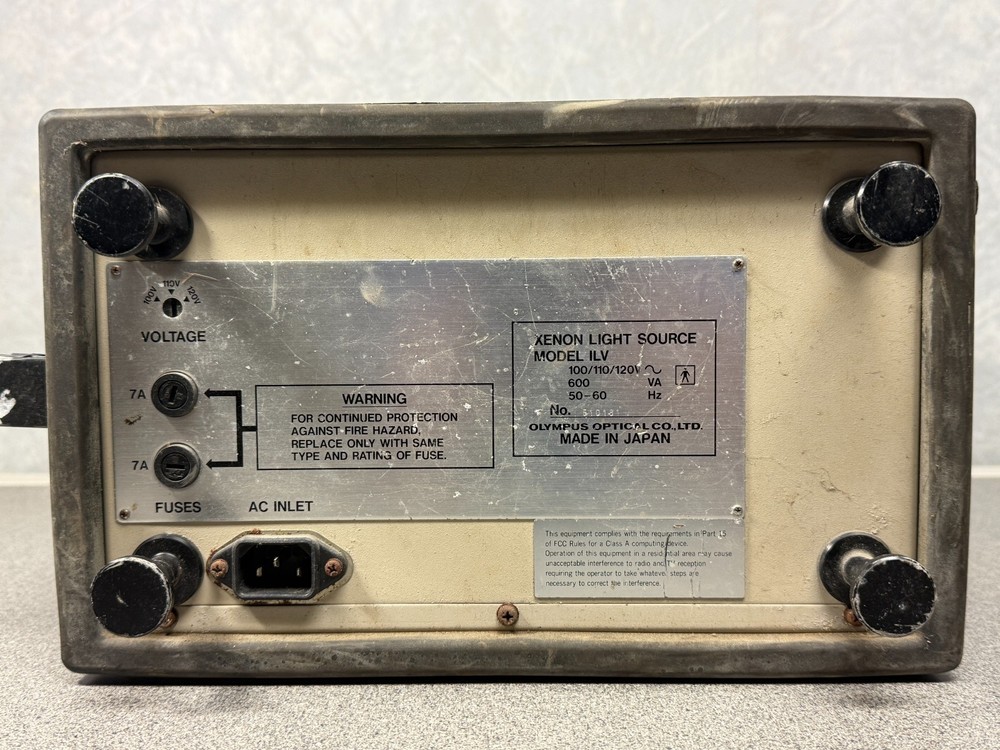 100V 110V 120V
VOLTAGE
7A
7A
FUSES
AC INLET
WARNING
FOR CONTINUED PROTECTION
AGAINST FIRE HAZARD,
REPLACE ONLY WITH SAME
TYPE AND RATING OF FUSE.
XENON LIGHT SOURCE
MODEL ILV
100/110/120V
600 VA
50-60 Hz
No.
OLYMPUS OPTICAL CO.,LTD.
MADE IN JAPAN
This equipment complies with the requirements in Part 15
of FCC Rules for a Class A computing device.
Operation of this equipment in a residential area may cause
unacceptable interference to radio and TV reception
requiring the operator to take whatever steps are
necessary to correct the interference.